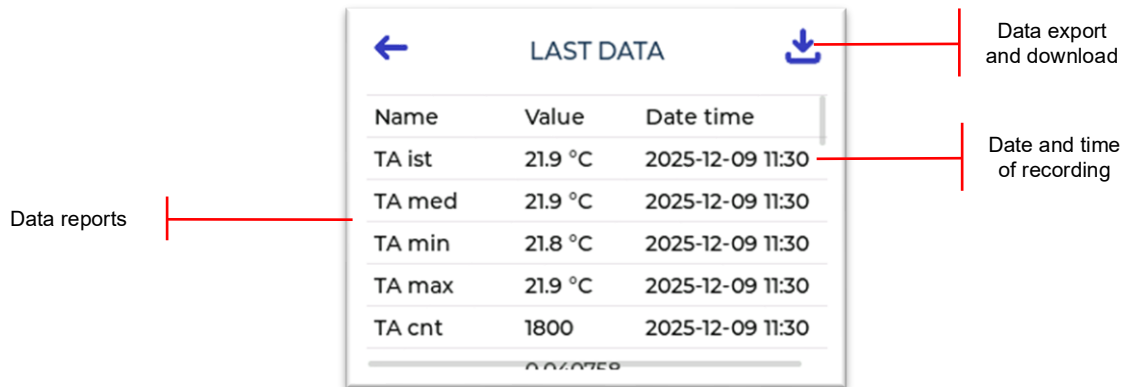 LAST DATA
Data export
and download
Name Value Date time
TA ist 21.9 °C 2025-12-09 11:30
Date and time
of recording
TA med 21.9 °C 2025-12-09 11:30
Data reports
TA min 21.8 °C 2025-12-09 11:30
TA max 21.9 °C 2025-12-09 11:30
TA cnt 1800 2025-12-09 11:30